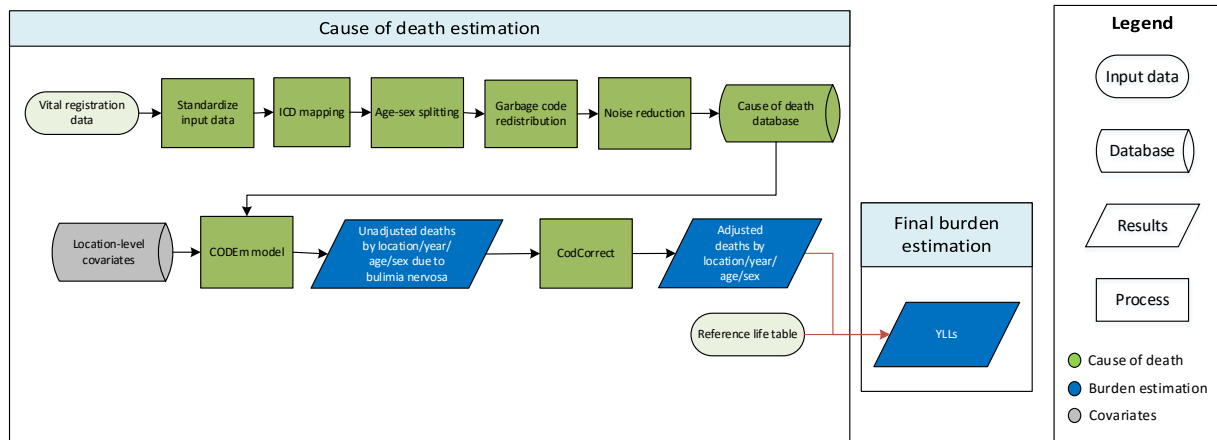 Cause of death estimation
Vital registration
data
Standardize
input data
ICD mapping
Age-sex splitting
Garbage code
redistribution
Noise reduction
Cause of death
database
Location-level
covariates
CODEm model
Unadjusted deaths
by location/year/
age/sex due to
bulimia nervosa
CodCorrect
Adjusted
deaths by
location/year/
age/sex
Reference life table
Final burden
estimation
YLLs
Legend
Input data
Database
Results
Process
Cause of death
Burden estimation
Covariates